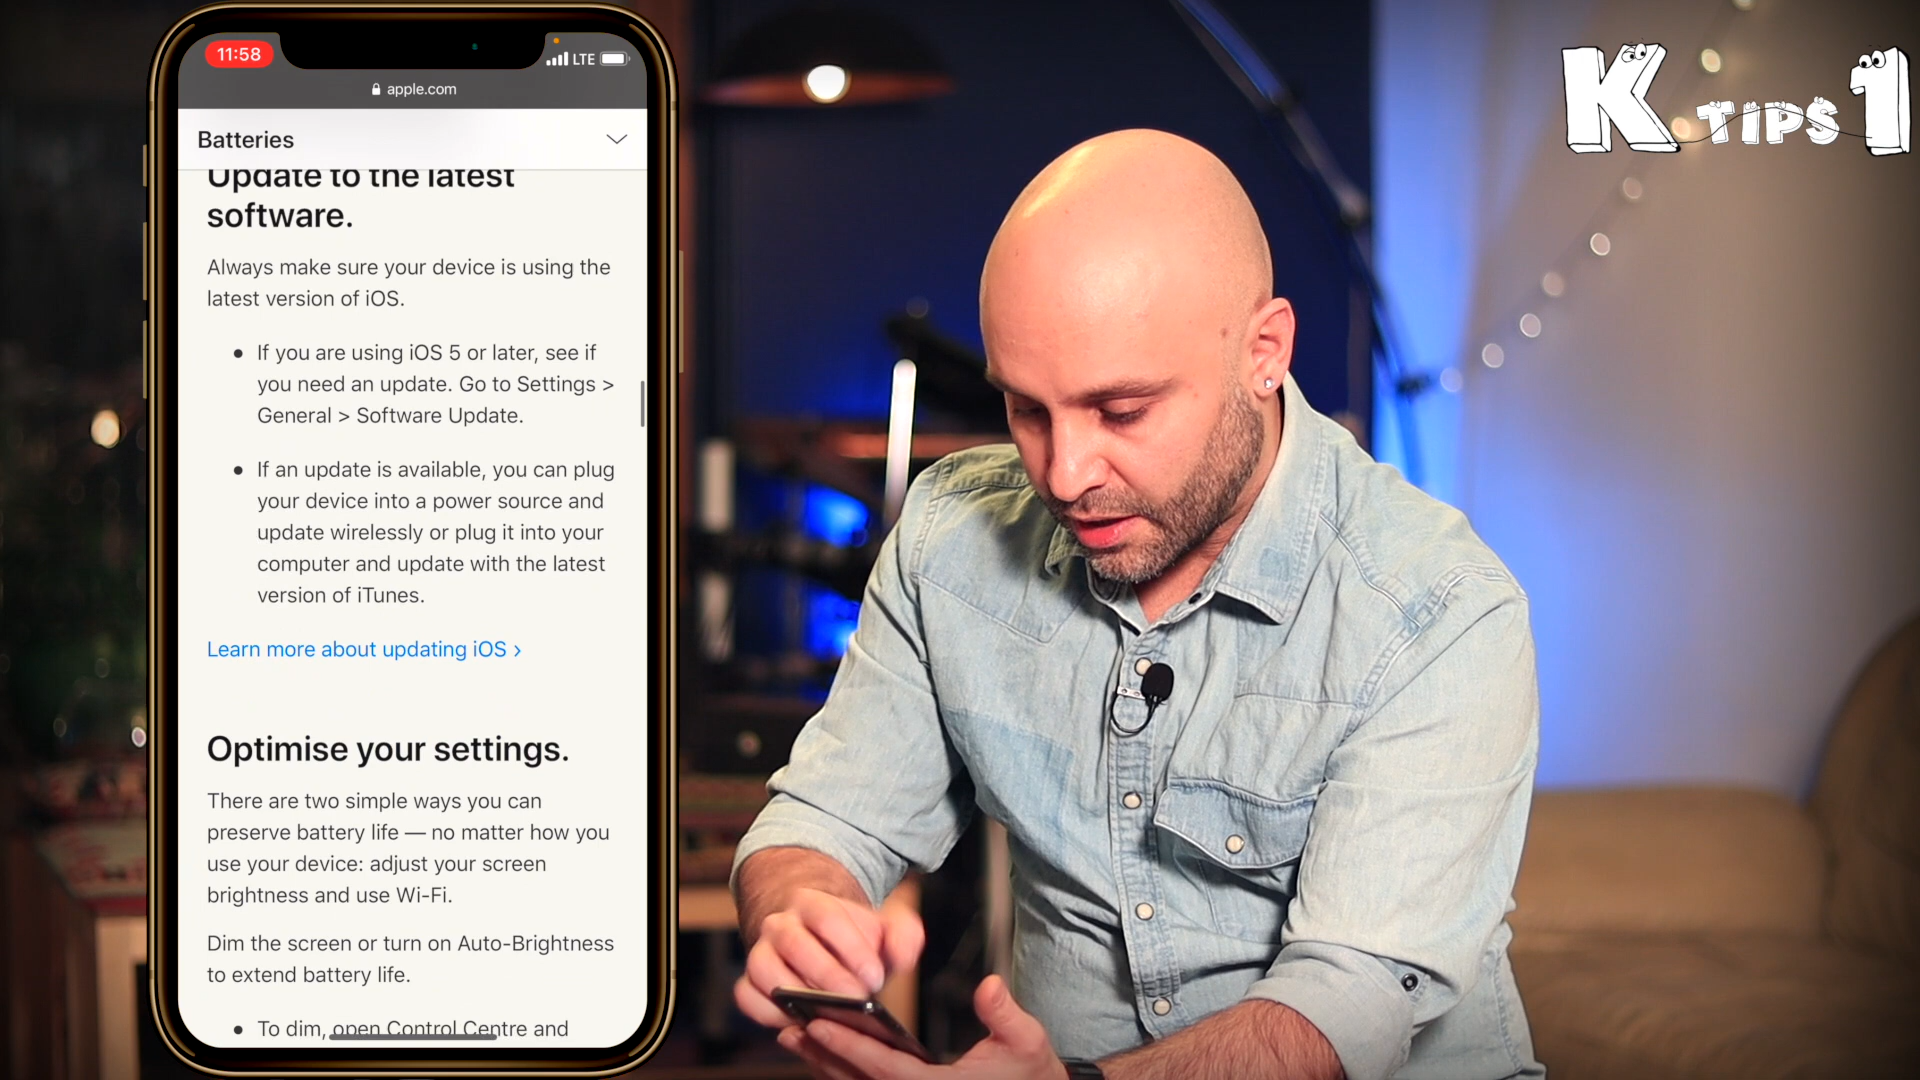 11:58
LTE
apple.com
Batteries
Update to the latest
software.
Always make sure your device is using the
latest version of iOS.
● If you are using iOS 5 or later, see if
you need an update. Go to Settings >
General > Software Update.
● If an update is available, you can plug
your device into a power source and
update wirelessly or plug it into your
computer and update with the latest
version of iTunes.
Learn more about updating iOS ›
Optimise your settings.
There are two simple ways you can
preserve battery life — no matter how you
use your device: adjust your screen
brightness and use Wi-Fi.
Dim the screen or turn on Auto-Brightness
to extend battery life.
● To dim, open Control Centre and
K TIPS 1